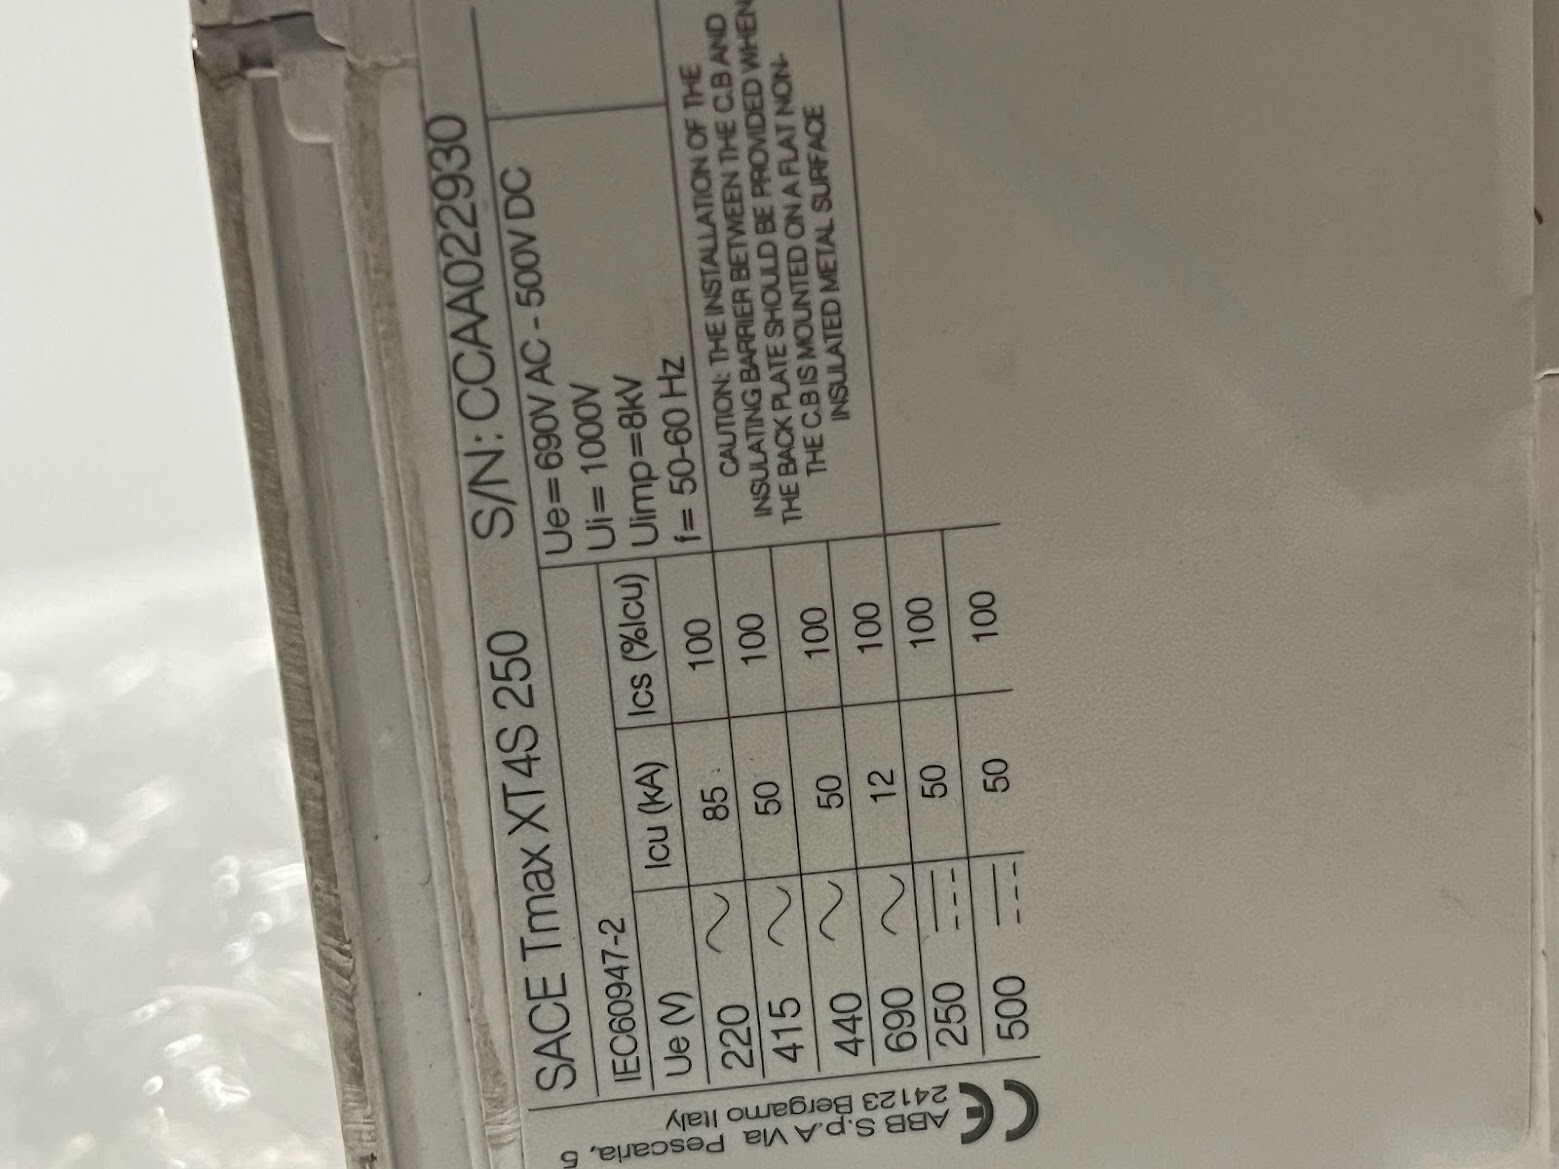 SACE Tmax XT4S 250 S/N: CCAA022930
IEC60947-2
Ue (V) Icu (kA) Ics (%Icu)
220 ~ 85 100
415 ~ 50 100
440 ~ 50 100
690 ~ 12 100
250 ⎓ 50 100
500 ⎓ 50 100
Ue= 690V AC - 500V DC
Ui= 1000V
Uimp=8kV
f= 50-60 Hz
CAUTION: THE INSTALLATION OF THE
INSULATING BARRIER BETWEEN THE C.B AND
THE BACK PLATE SHOULD BE PROVIDED WHEN
THE C.B IS MOUNTED ON A FLAT NON-
INSULATED METAL SURFACE
ABB S.p.A Via Pescaria, 5
24123 Bergamo Italy
CE